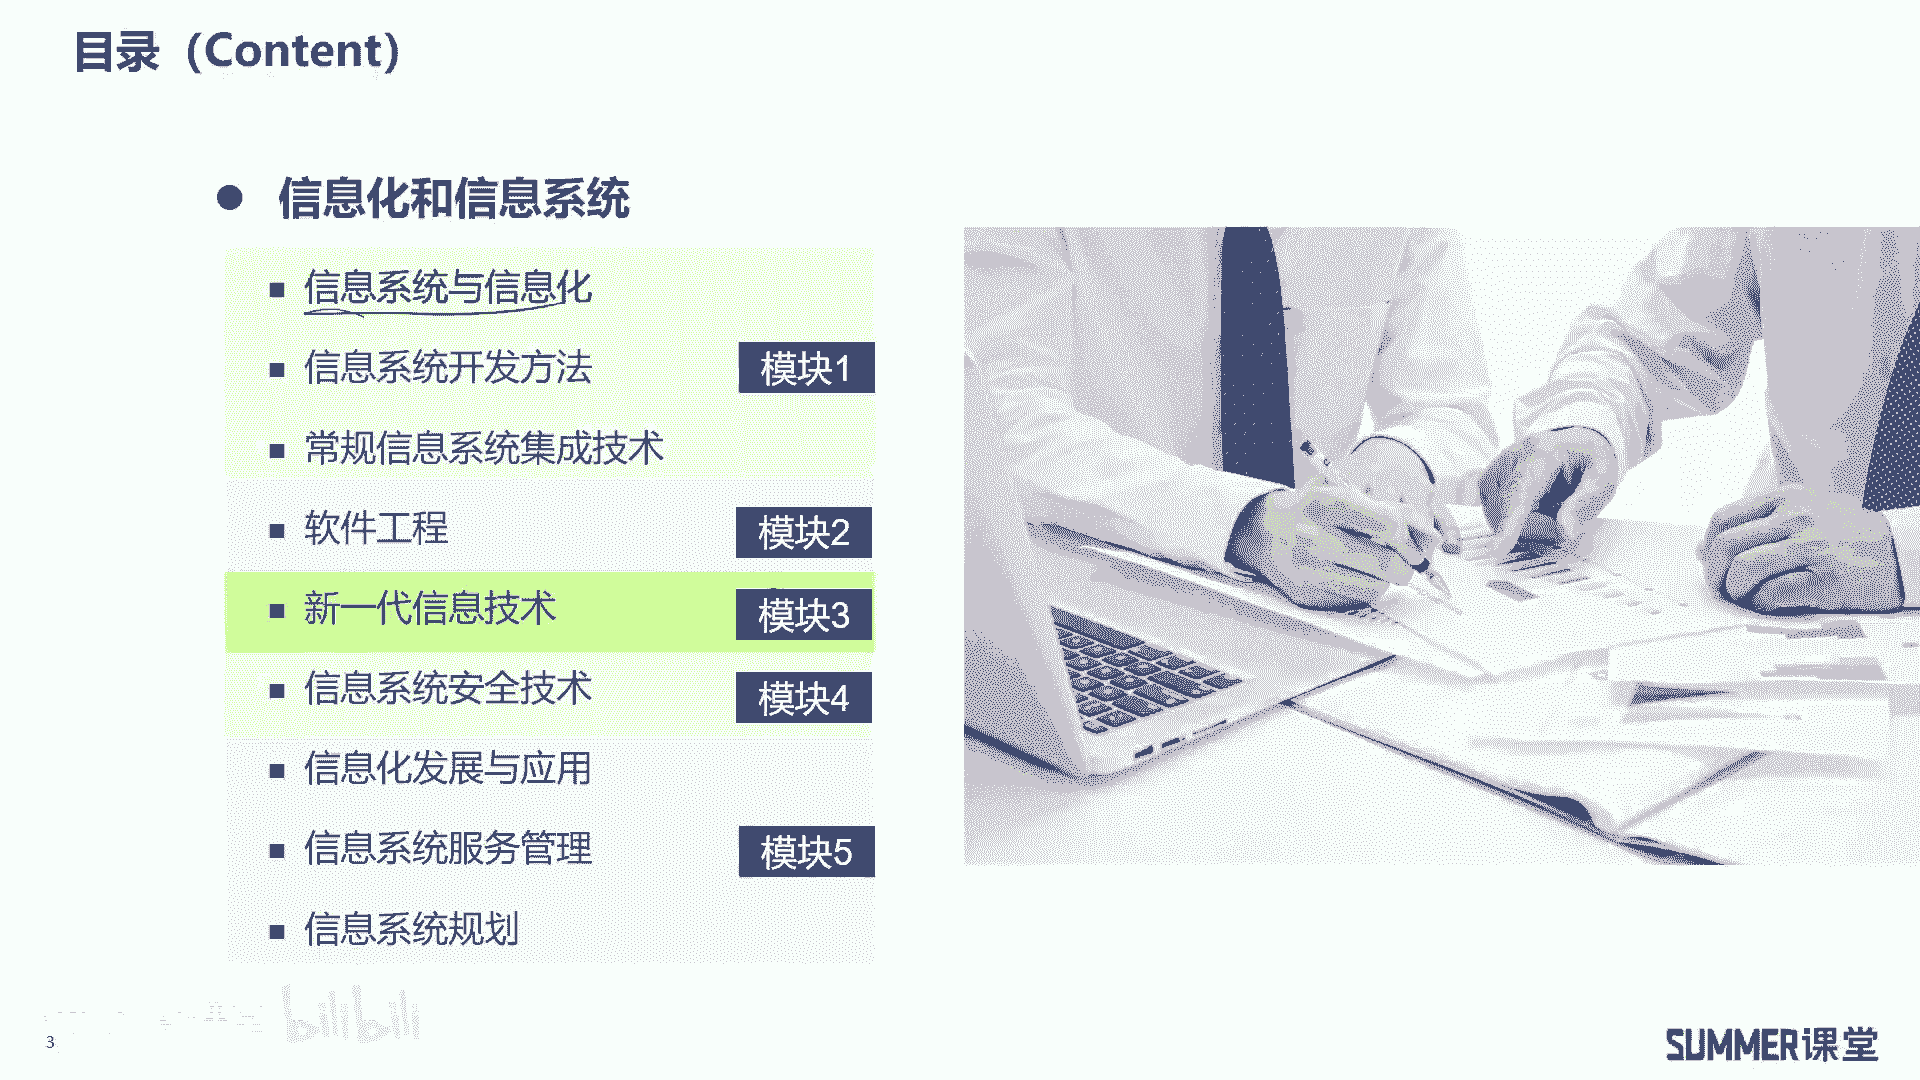 目录（Content）
信息化和信息系统
信息系统与信息化
信息系统开发方法
模块1
常规信息系统集成技术
软件工程
模块2
新一代信息技术
模块3
信息系统安全技术
模块4
信息化发展与应用
信息系统服务管理
模块5
信息系统规划
bilibili
3
SUMMER课堂